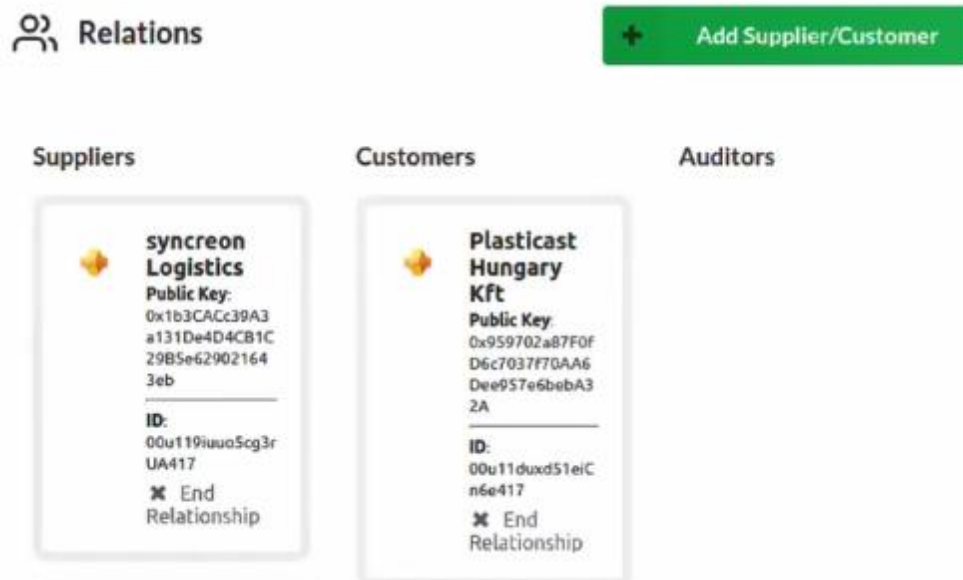 Relations
Add Supplier/Customer
Suppliers
Customers
Auditors
syncreon
Logistics
Public Key:
0x1b3CACc39A3
a131De4D4CB1C
29B5e62902164
3eb
ID:
00u119iuuo5cg3r
UA417
End
Relationship
Plasticast
Hungary
Kft
Public Key:
0x959702a87F0f
D6c7037f70AA6
Dee957e6bebA3
2A
ID:
00u11duxd51eiC
n6e417
End
Relationship